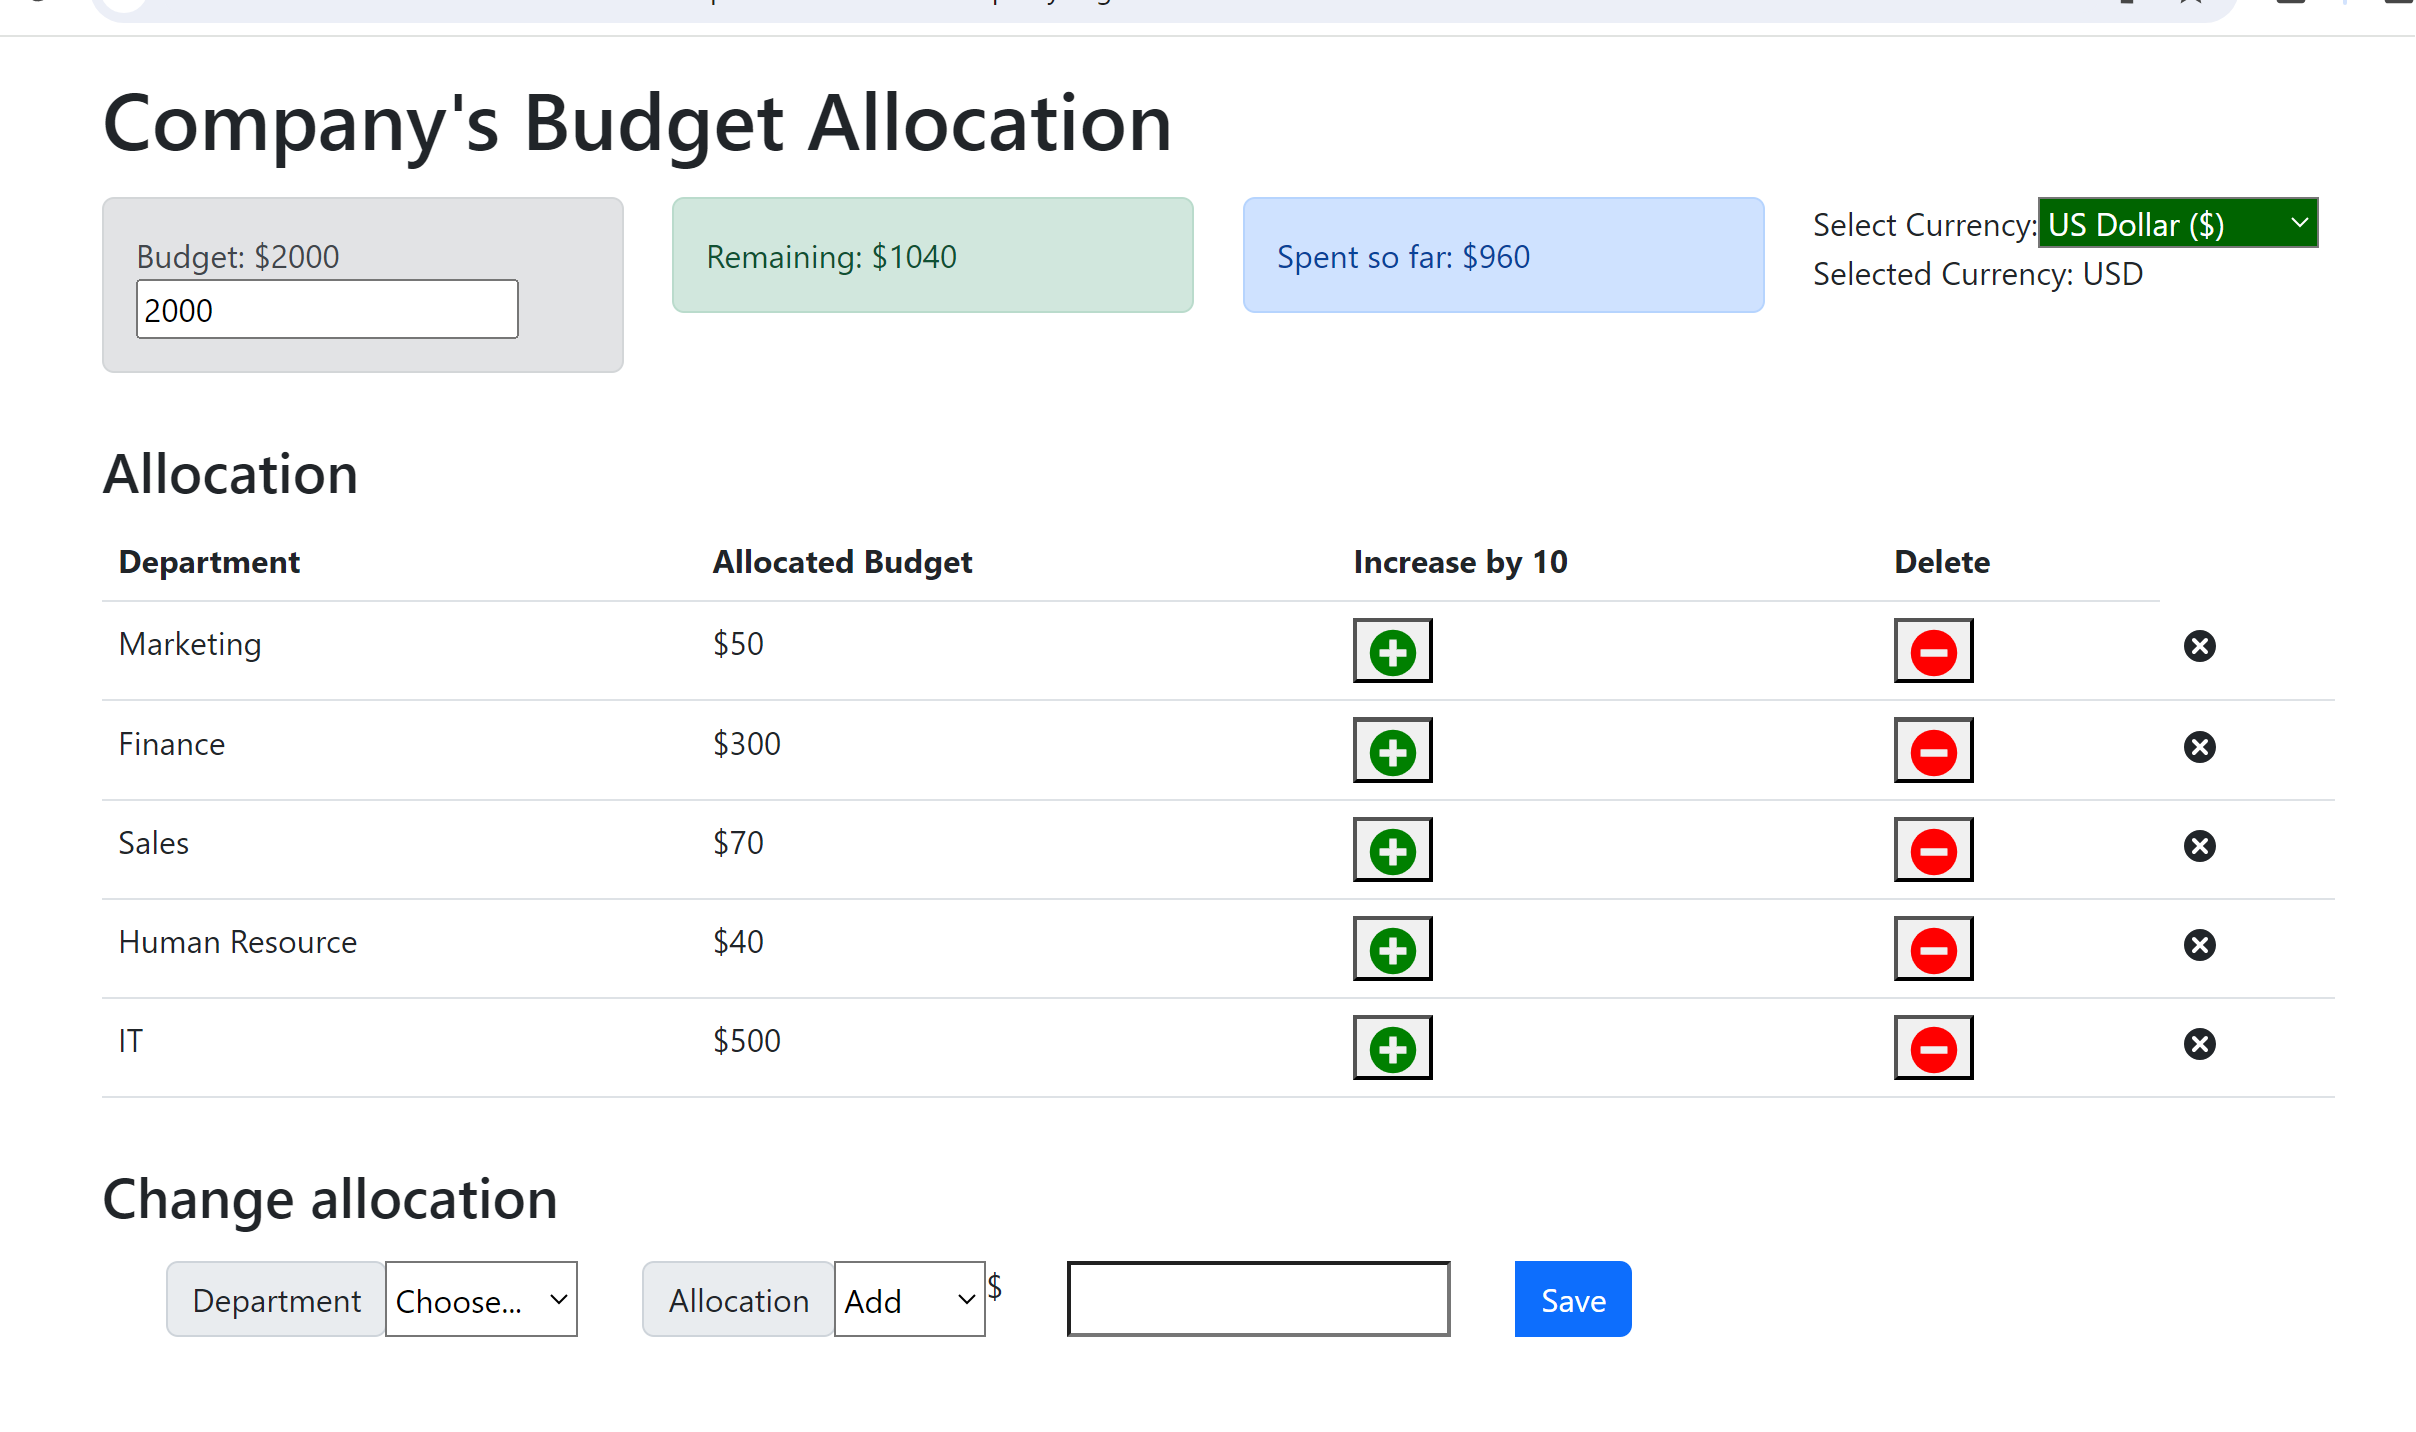 Company's Budget Allocation
Budget: $2000
2000
Remaining: $1040
Spent so far: $960
Select Currency: US Dollar ($)
Selected Currency: USD
Allocation
Department Allocated Budget Increase by 10 Delete
Marketing $50
Finance $300
Sales $70
Human Resource $40
IT $500
Change allocation
Department Choose... Allocation Add $ Save